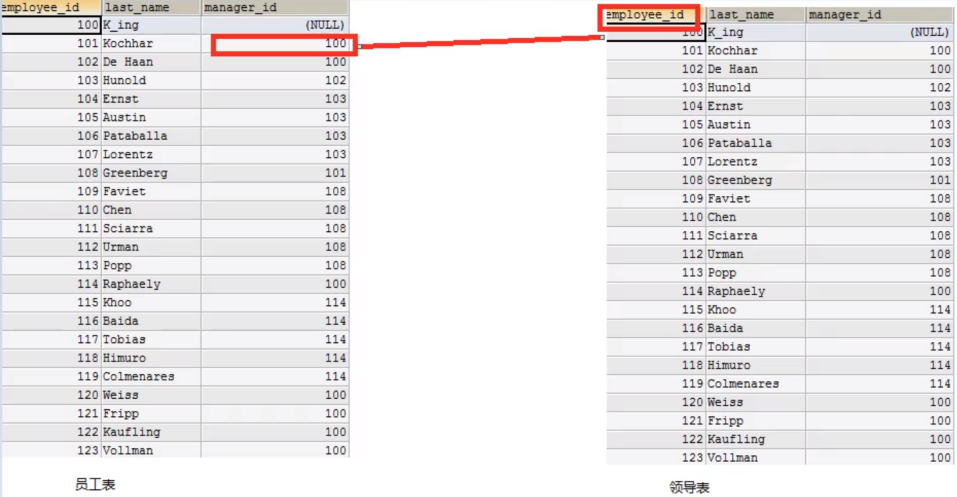 employee_id last_name manager_id
100 K_ing (NULL)
101 Kochhar 100
102 De Haan 100
103 Hunold 102
104 Ernst 103
105 Austin 103
106 Pataballa 103
107 Lorentz 103
108 Greenberg 101
109 Faviet 108
110 Chen 108
111 Sciarra 108
112 Urman 108
113 Popp 108
114 Raphaely 100
115 Khoo 114
116 Baida 114
117 Tobias 114
118 Himuro 114
119 Colmenares 114
120 Weiss 100
121 Fripp 100
122 Kaufling 100
123 Vollman 100
员工表
employee_id last_name manager_id
100 K_ing (NULL)
101 Kochhar 100
102 De Haan 100
103 Hunold 102
104 Ernst 103
105 Austin 103
106 Pataballa 103
107 Lorentz 103
108 Greenberg 101
109 Faviet 108
110 Chen 108
111 Sciarra 108
112 Urman 108
113 Popp 108
114 Raphaely 100
115 Khoo 114
116 Baida 114
117 Tobias 114
118 Himuro 114
119 Colmenares 114
120 Weiss 100
121 Fripp 100
122 Kaufling 100
123 Vollman 100
领导表